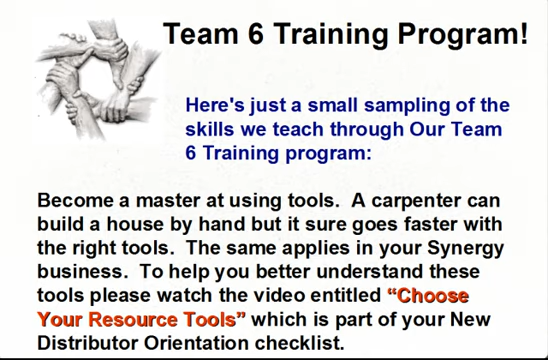 Team 6 Training Program!
Here's just a small sampling of the
skills we teach through Our Team
6 Training program:
Become a master at using tools. A carpenter can
build a house by hand but it sure goes faster with
the right tools. The same applies in your Synergy
business. To help you better understand these
tools please watch the video entitled “Choose
Your Resource Tools” which is part of your New
Distributor Orientation checklist.